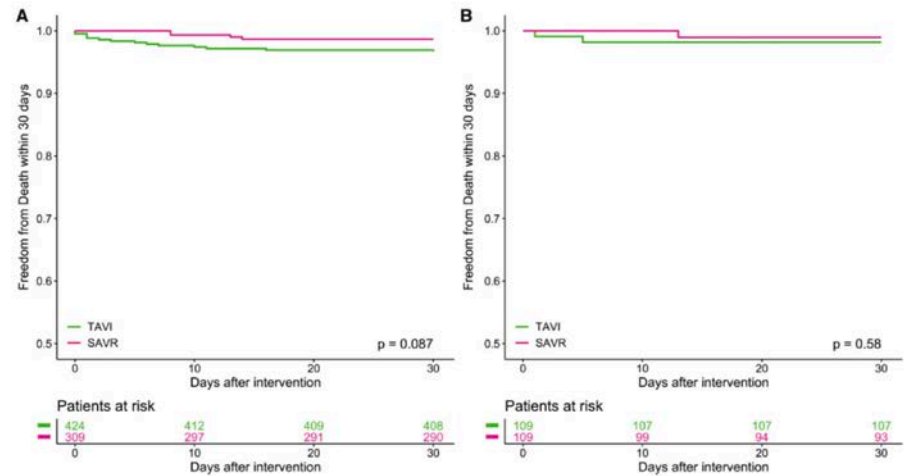 A
Freedom from Death within 30 days
1.0
0.9
0.8
0.7
0.6
0.5
TAVI
SAVR
p = 0.087
0 10 20 30
Days after intervention
Patients at risk
424 412 409 408
309 297 291 290
0 10 20 30
Days after intervention
B
Freedom from Death within 30 days
1.0
0.9
0.8
0.7
0.6
0.5
TAVI
SAVR
p = 0.58
0 10 20 30
Days after intervention
Patients at risk
109 107 107 107
109 99 94 93
0 10 20 30
Days after intervention